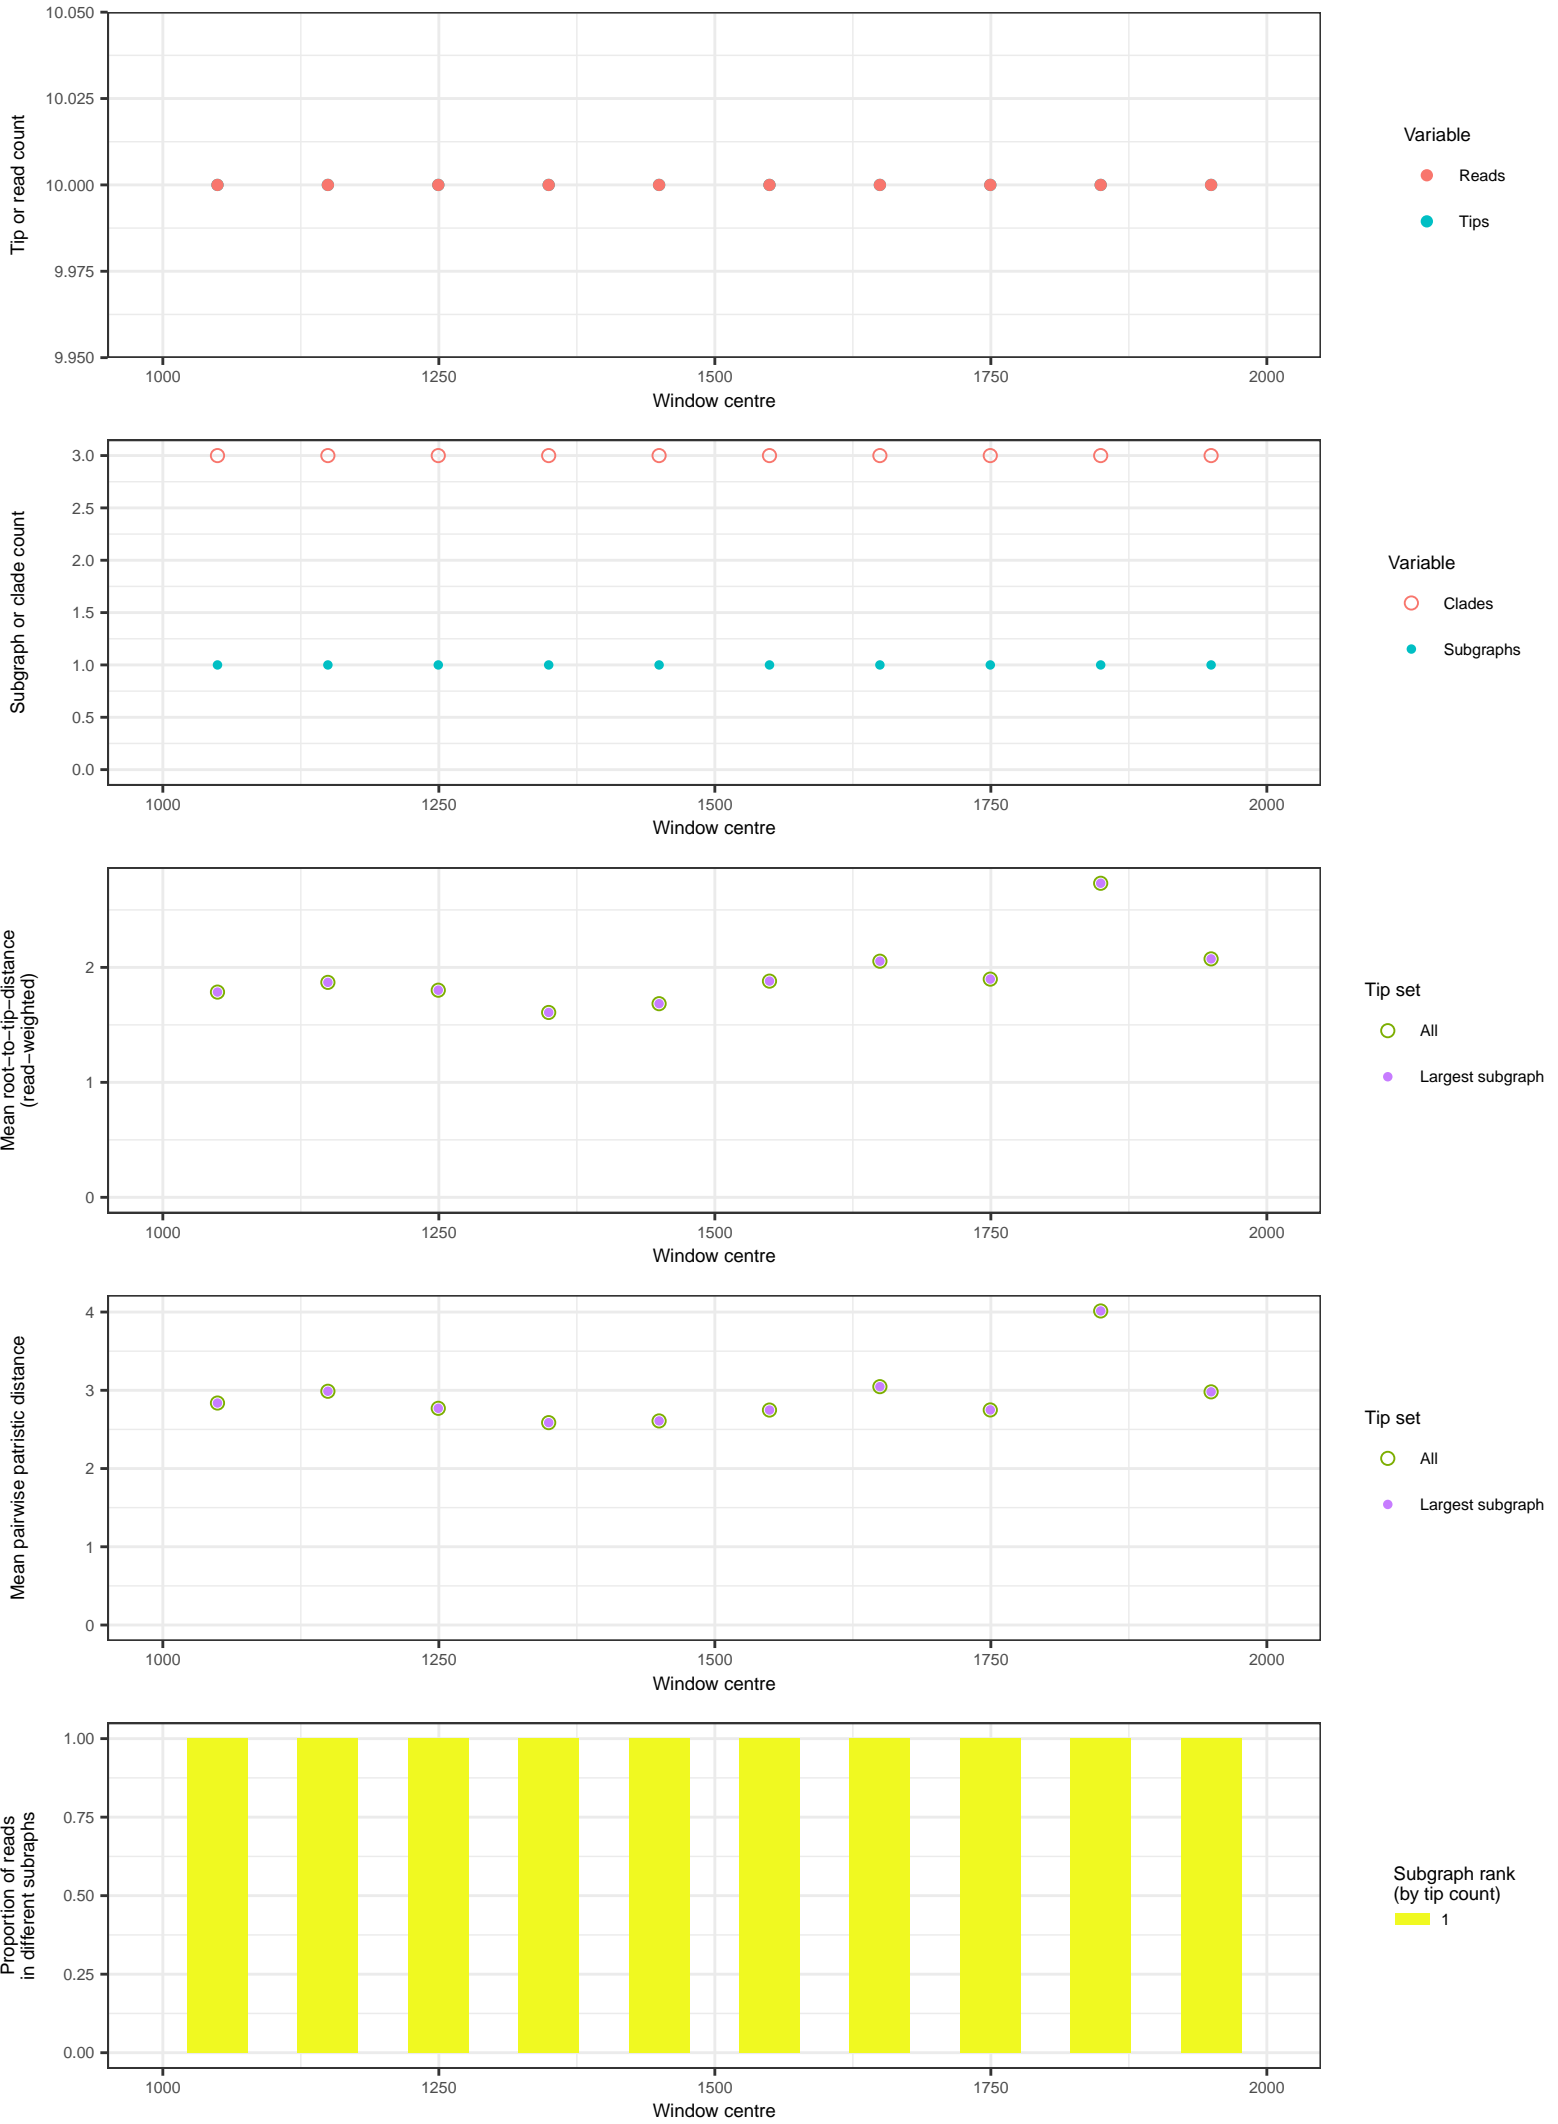 10.050
10.025
10.000
9.975
9.950
Tip or read count
1000 1250 1500 1750 2000
Window centre
Variable
Reads
Tips
3.0
2.5
2.0
1.5
1.0
0.5
0.0
Subgraph or clade count
1000 1250 1500 1750 2000
Window centre
Variable
Clades
Subgraphs
2
1
0
Mean root−to−tip−distance
(read−weighted)
1000 1250 1500 1750 2000
Window centre
Tip set
All
Largest subgraph
4
3
2
1
0
Mean pairwise patristic distance
1000 1250 1500 1750 2000
Window centre
Tip set
All
Largest subgraph
1.00
0.75
0.50
0.25
0.00
Proportion of reads
in different subraphs
1000 1250 1500 1750 2000
Window centre
Subgraph rank
(by tip count)
1